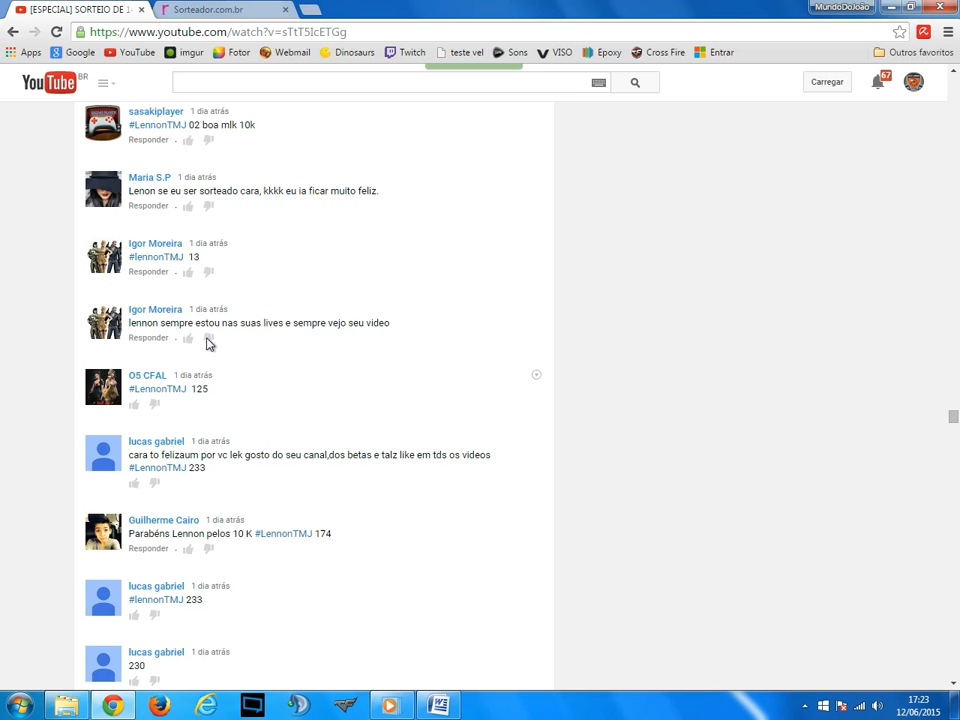 [ESPECIAL] SORTEIO DE 1
Sorteador.com.br
MundoDoJoão
https://www.youtube.com/watch?v=sTtT5IcETGg
Apps Google YouTube imgur Fotor Webmail Dinosaurs Twitch teste vel Sons VISO Epoxy Cross Fire Entrar Outros favoritos
YouTube BR
Carregar
67
sasakiplayer 1 dia atrás
#LennonTMJ 02 boa mlk 10k
Responder
Maria S.P 1 dia atrás
Lenon se eu ser sorteado cara, kkkk eu ia ficar muito feliz.
Responder
Igor Moreira 1 dia atrás
#lennonTMJ 13
Responder
Igor Moreira 1 dia atrás
lennon sempre estou nas suas lives e sempre vejo seu video
Responder
O5 CFAL 1 dia atrás
#LennonTMJ 125
lucas gabriel 1 dia atrás
cara to felizaum por vc lek gosto do seu canal,dos betas e talz like em tds os videos
#LennonTMJ 233
Guilherme Cairo 1 dia atrás
Parabéns Lennon pelos 10 K #LennonTMJ 174
Responder
lucas gabriel 1 dia atrás
#lennonTMJ 233
lucas gabriel 1 dia atrás
230
17:23
12/06/2015